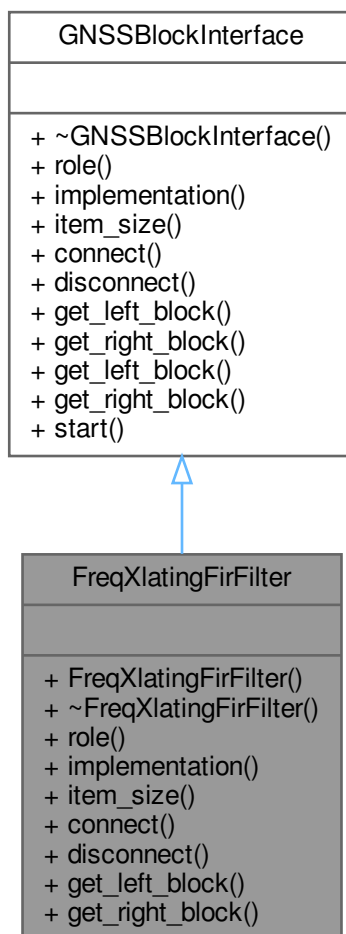 GNSSBlockInterface
+ ~GNSSBlockInterface()
+ role()
+ implementation()
+ item_size()
+ connect()
+ disconnect()
+ get_left_block()
+ get_right_block()
+ get_left_block()
+ get_right_block()
+ start()
FreqXlatingFirFilter
+ FreqXlatingFirFilter()
+ ~FreqXlatingFirFilter()
+ role()
+ implementation()
+ item_size()
+ connect()
+ disconnect()
+ get_left_block()
+ get_right_block()